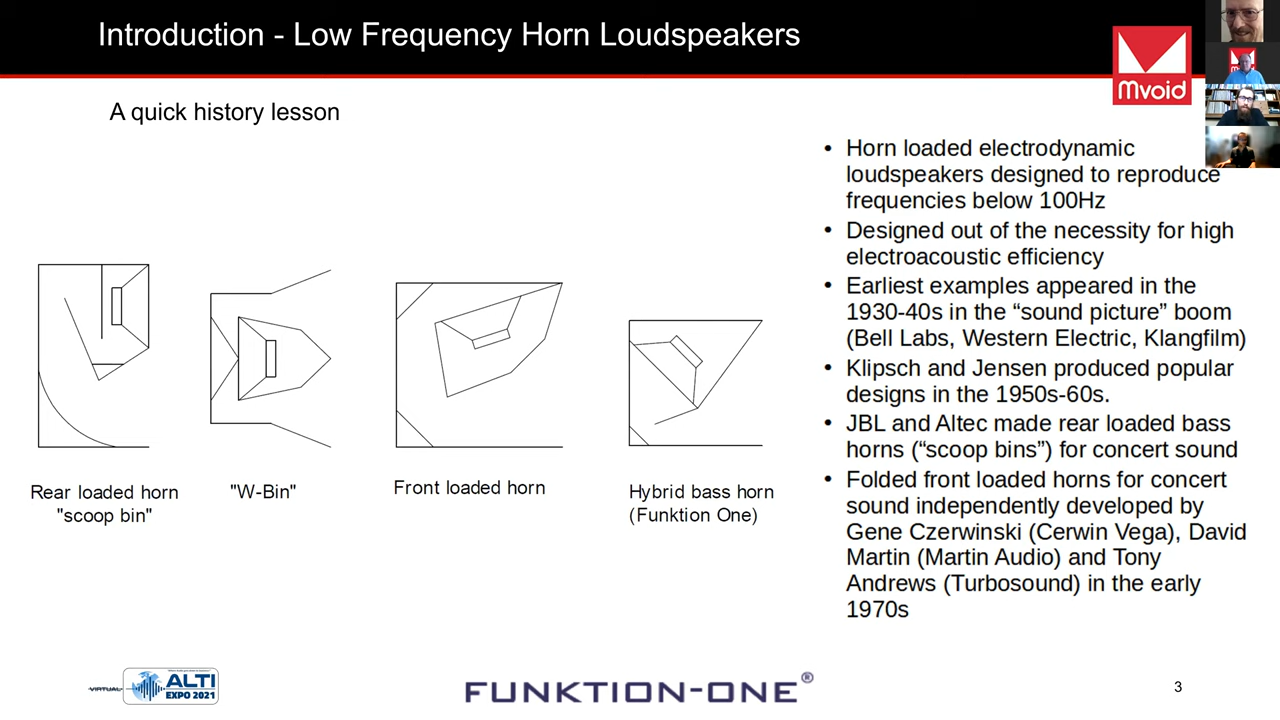 Introduction - Low Frequency Horn Loudspeakers
Mvoid
A quick history lesson
• Horn loaded electrodynamic
loudspeakers designed to reproduce
frequencies below 100Hz
• Designed out of the necessity for high
electroacoustic efficiency
• Earliest examples appeared in the
1930-40s in the “sound picture” boom
(Bell Labs, Western Electric, Klangfilm)
• Klipsch and Jensen produced popular
designs in the 1950s-60s.
• JBL and Altec made rear loaded bass
horns (“scoop bins”) for concert sound
• Folded front loaded horns for concert
sound independently developed by
Gene Czerwinski (Cerwin Vega), David
Martin (Martin Audio) and Tony
Andrews (Turbosound) in the early
1970s
Rear loaded horn
"scoop bin"
"W-Bin"
Front loaded horn
Hybrid bass horn
(Funktion One)
VIRTUAL
ALTI
EXPO 2021
FUNKTION-ONE®
3